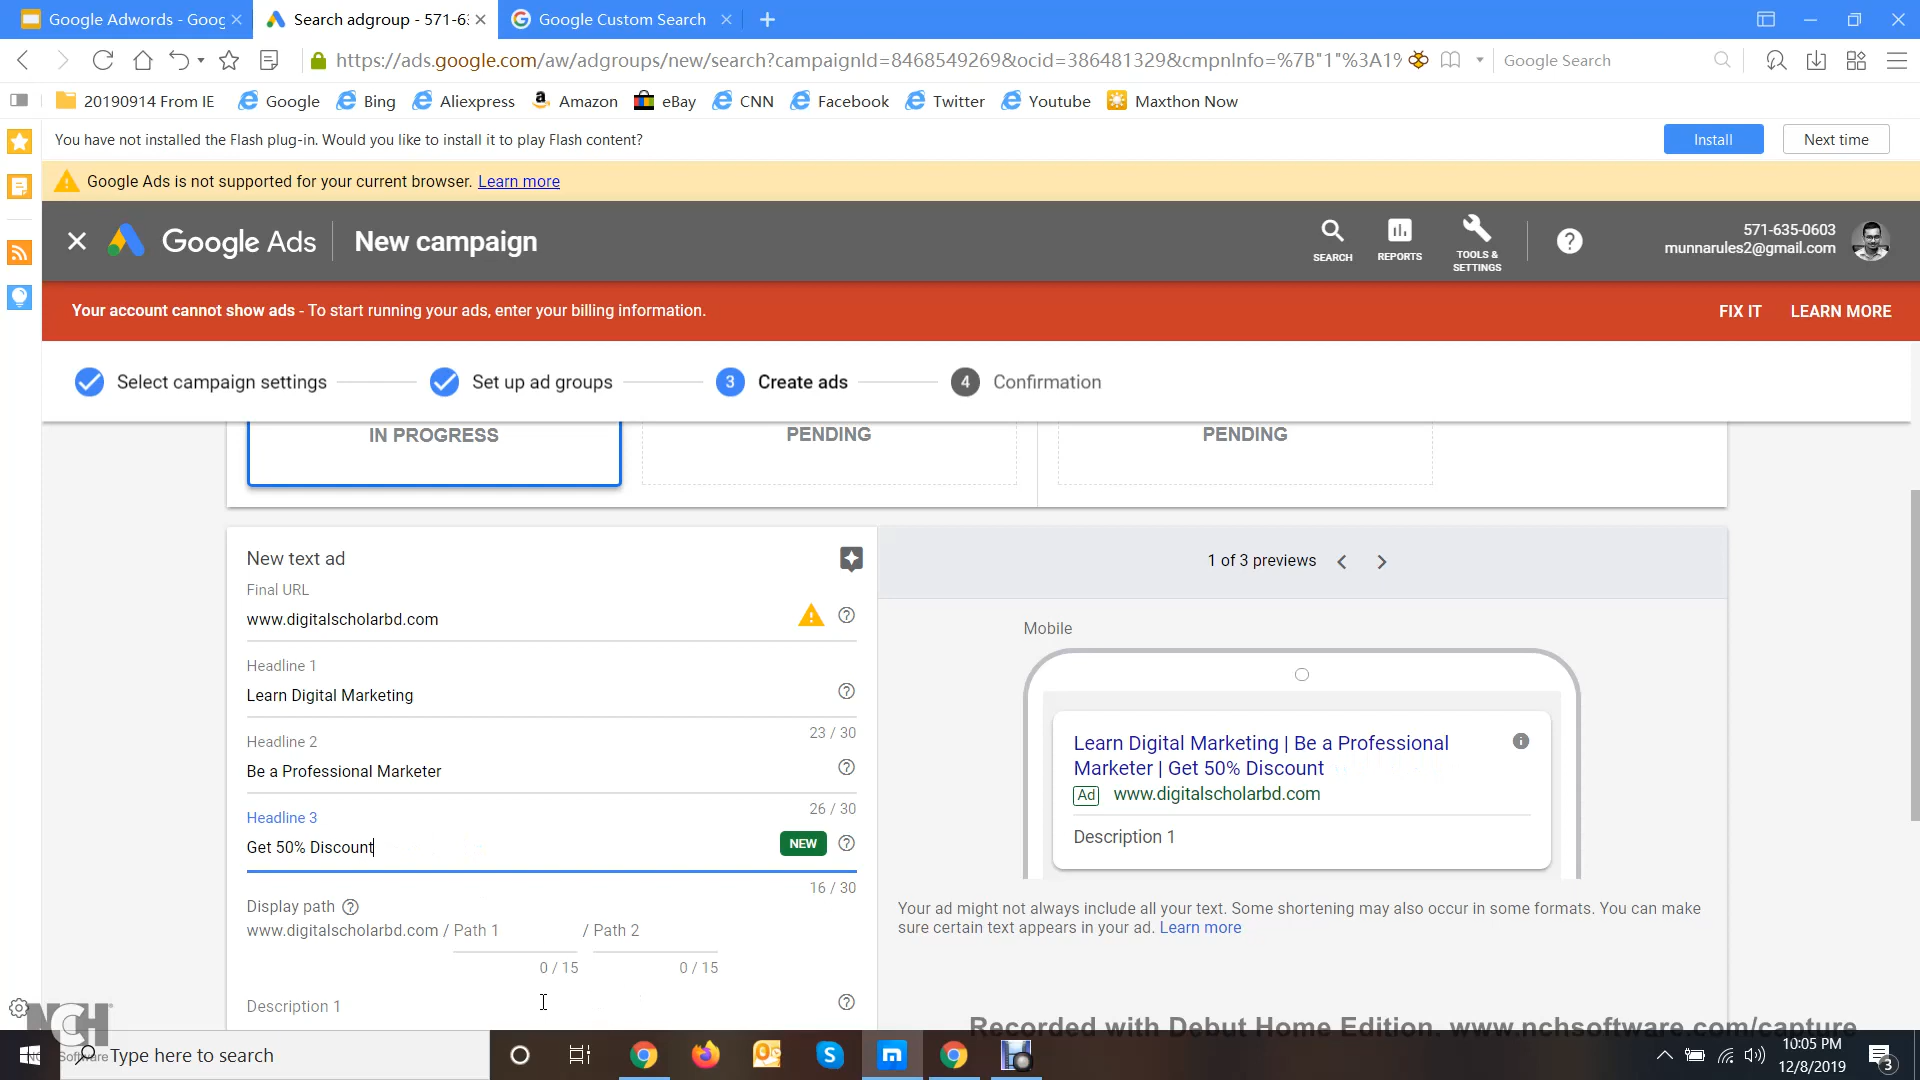 Google Adwords - Goog
Search adgroup - 571-63
Google Custom Search
https://ads.google.com/aw/adgroups/new/search?campaignId=8468549269&ocid=386481329&cmpnInfo=%7B"1"%3A1%
Google Search
20190914 From IE
Google
Bing
Aliexpress
Amazon
eBay
CNN
Facebook
Twitter
Youtube
Maxthon Now
You have not installed the Flash plug-in. Would you like to install it to play Flash content?
Install
Next time
Google Ads is not supported for your current browser. Learn more
Google Ads
New campaign
SEARCH
REPORTS
TOOLS &
SETTINGS
571-635-0603
munnarules2@gmail.com
Your account cannot show ads - To start running your ads, enter your billing information.
FIX IT
LEARN MORE
Select campaign settings
Set up ad groups
3
Create ads
4
Confirmation
IN PROGRESS
PENDING
PENDING
New text ad
Final URL
www.digitalscholarbd.com
Headline 1
Learn Digital Marketing
23 / 30
Headline 2
Be a Professional Marketer
26 / 30
Headline 3
Get 50% Discount
NEW
16 / 30
Display path
www.digitalscholarbd.com / Path 1 / Path 2
0 / 15
0 / 15
Description 1
1 of 3 previews
Mobile
Learn Digital Marketing | Be a Professional
Marketer | Get 50% Discount
Ad www.digitalscholarbd.com
Description 1
Your ad might not always include all your text. Some shortening may also occur in some formats. You can make
sure certain text appears in your ad. Learn more
NCH
Software
Recorded with Debut Home Edition. www.nchsoftware.com/capture
Type here to search
10:05 PM
12/8/2019
3